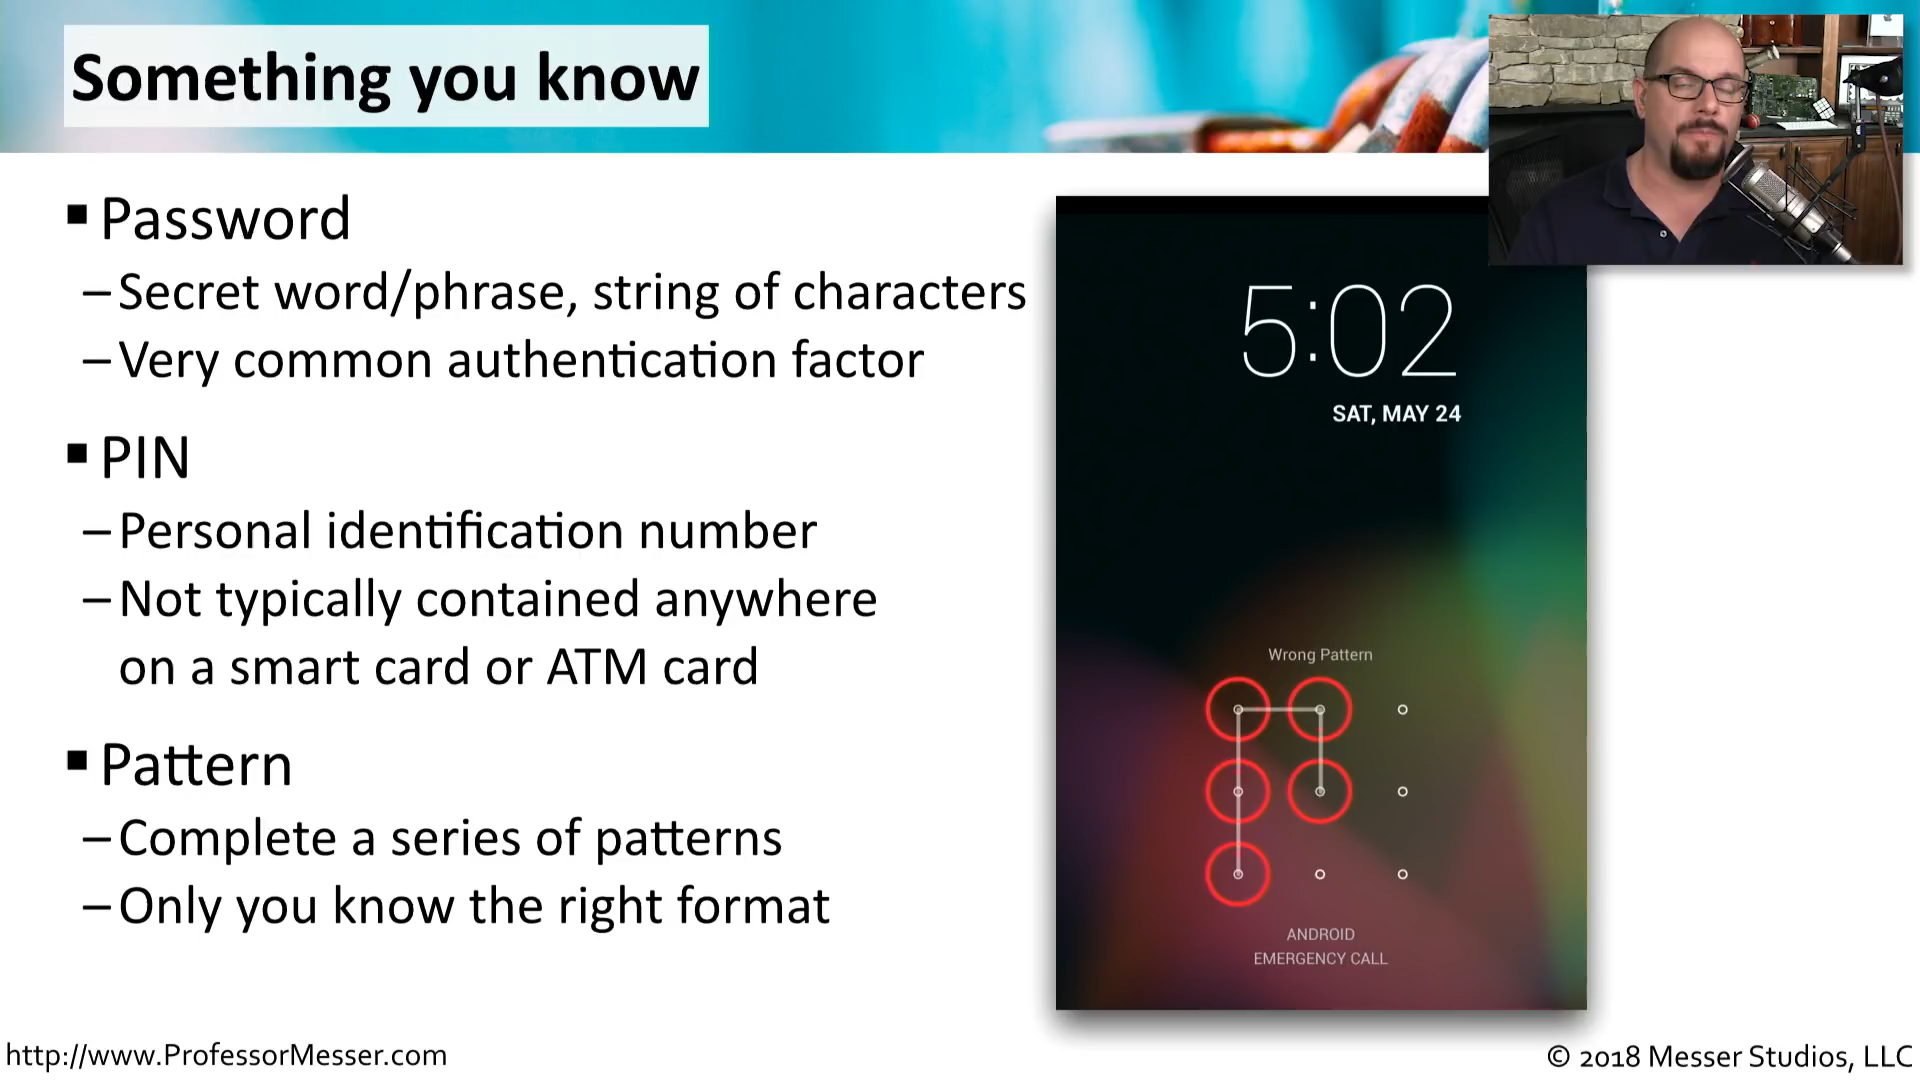 Something you know
▪ Password
– Secret word/phrase, string of characters
– Very common authentication factor
▪ PIN
– Personal identification number
– Not typically contained anywhere
on a smart card or ATM card
▪ Pattern
– Complete a series of patterns
– Only you know the right format
5:02
SAT, MAY 24
Wrong Pattern
ANDROID
EMERGENCY CALL
http://www.ProfessorMesser.com
© 2018 Messer Studios, LLC